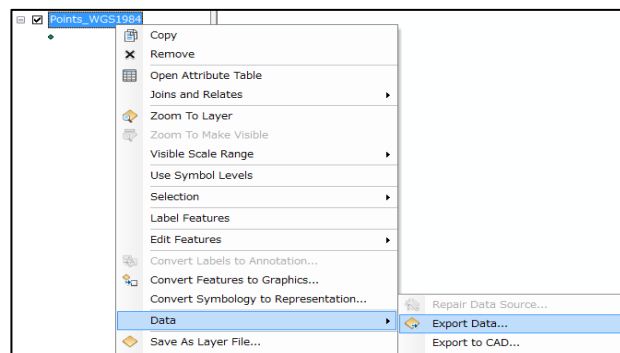 Points_WGS1984
Copy
Remove
Open Attribute Table
Joins and Relates
Zoom To Layer
Zoom To Make Visible
Visible Scale Range
Use Symbol Levels
Selection
Label Features
Edit Features
Convert Labels to Annotation...
Convert Features to Graphics...
Convert Symbology to Representation...
Data
Save As Layer File...
Repair Data Source...
Export Data...
Export to CAD...